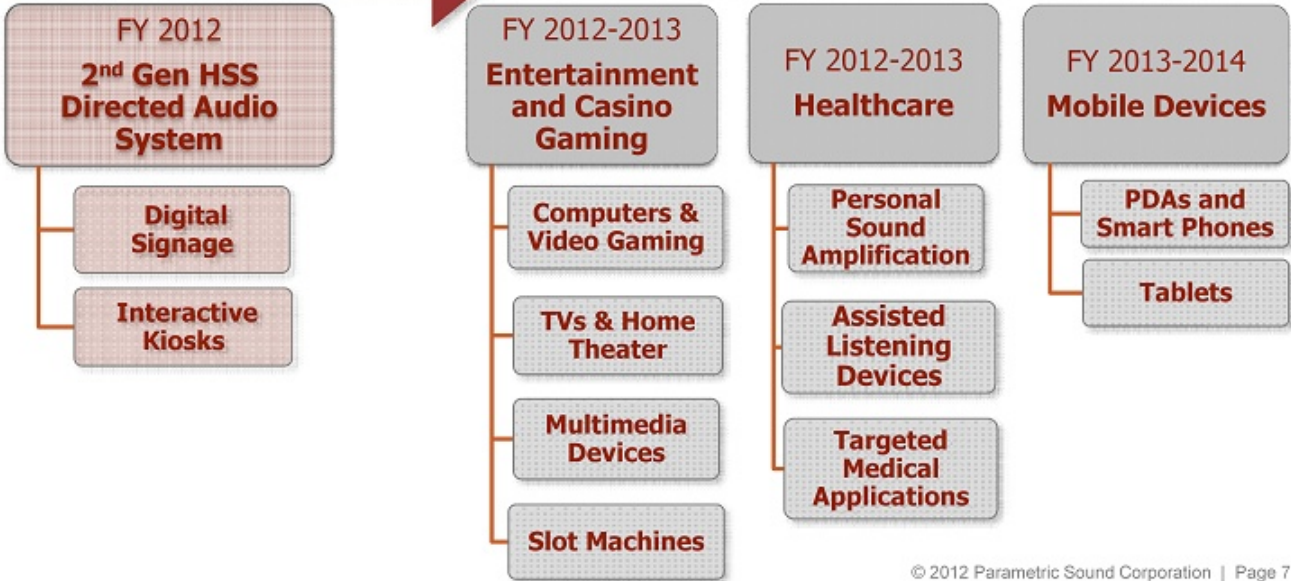 FY 2012
2nd Gen HSS
Directed Audio
System
Digital
Signage
Interactive
Kiosks
FY 2012-2013
Entertainment
and Casino
Gaming
Computers &
Video Gaming
TVs & Home
Theater
Multimedia
Devices
Slot Machines
FY 2012-2013
Healthcare
Personal
Sound
Amplification
Assisted
Listening
Devices
Targeted
Medical
Applications
FY 2013-2014
Mobile Devices
PDAs and
Smart Phones
Tablets
© 2012 Parametric Sound Corporation | Page 7